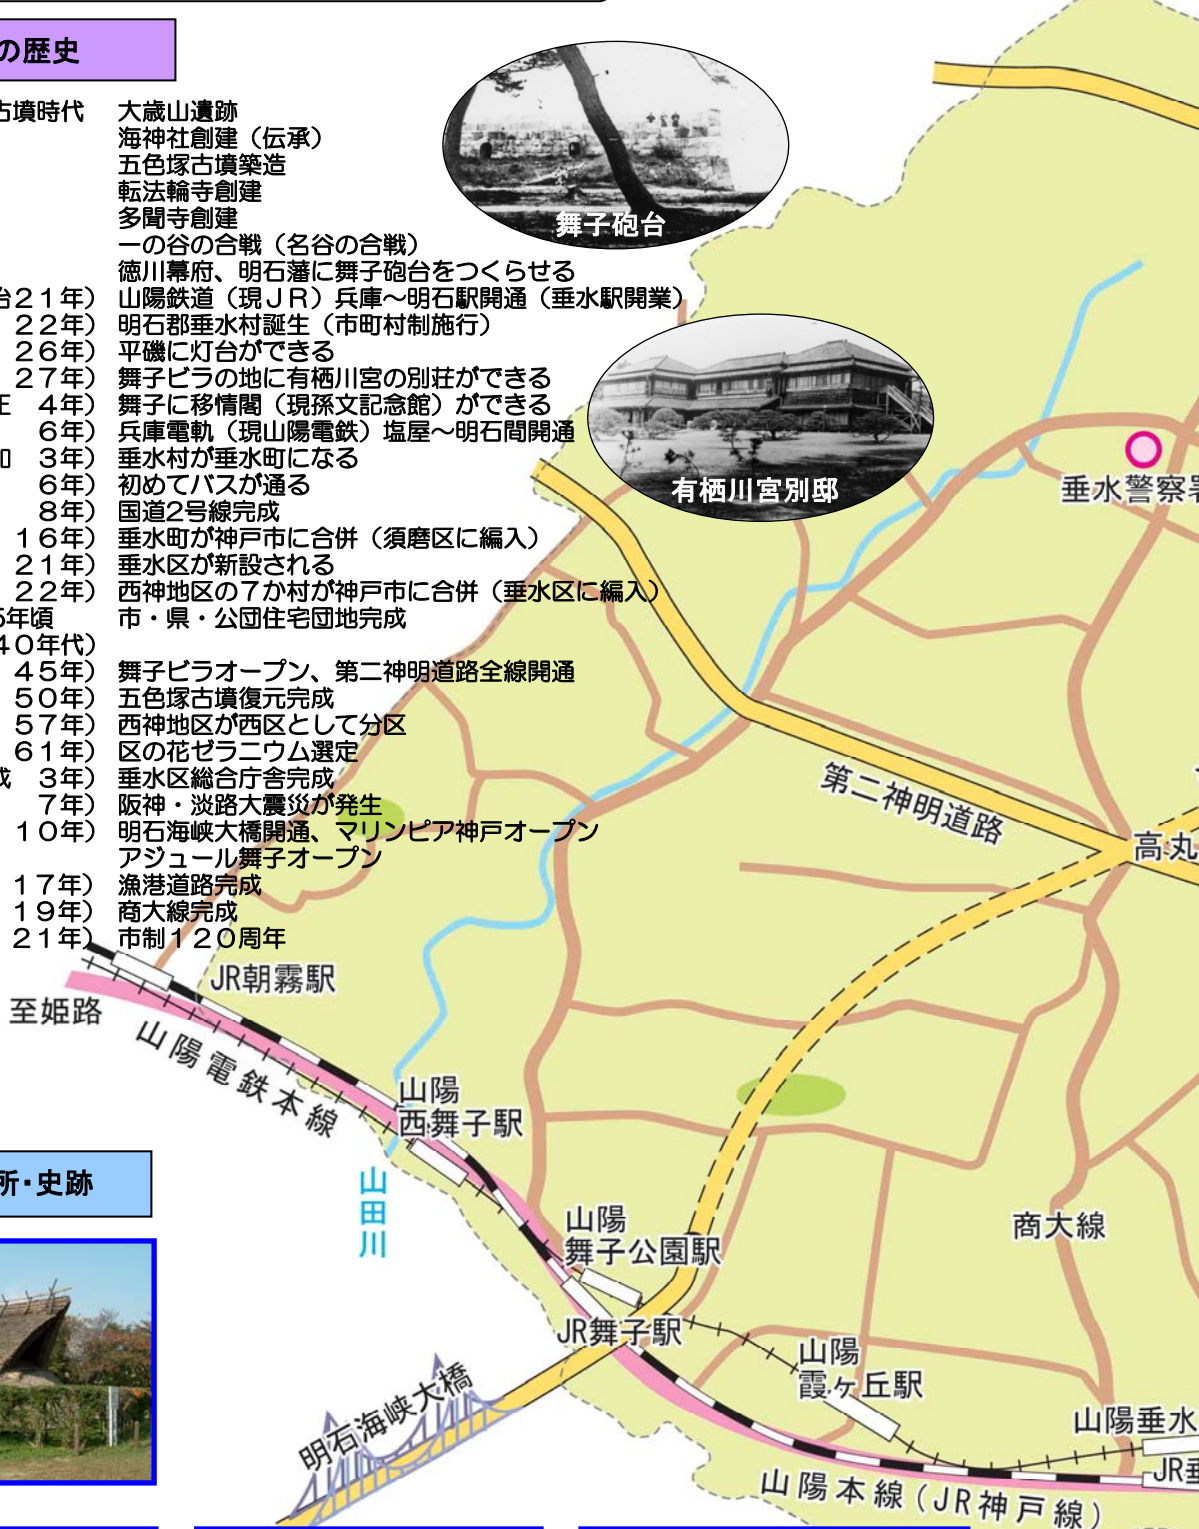 の歴史
古墳時代　大歳山遺跡
海神社創建（伝承）
五色塚古墳築造
転法輪寺創建
多聞寺創建
一の谷の合戦（名谷の合戦）
徳川幕府、明石藩に舞子砲台をつくらせる
治２１年）　山陽鉄道（現ＪＲ）兵庫～明石駅開通（垂水駅開業）
２２年）　明石郡垂水村誕生（市町村制施行）
２６年）　平磯に灯台ができる
２７年）　舞子ビラの地に有栖川宮の別荘ができる
正　４年）　舞子に移情閣（現孫文記念館）ができる
６年）　兵庫電軌（現山陽電鉄）塩屋～明石間開通
和　３年）　垂水村が垂水町になる
６年）　初めてバスが通る
８年）　国道2号線完成
１６年）　垂水町が神戸市に合併（須磨区に編入）
２１年）　垂水区が新設される
２２年）　西神地区の７か村が神戸市に合併（垂水区に編入）
5年頃　市・県・公団住宅団地完成
４０年代）
４５年）　舞子ビラオープン、第二神明道路全線開通
５０年）　五色塚古墳復元完成
５７年）　西神地区が西区として分区
６１年）　区の花ゼラニウム選定
成　３年）　垂水区総合庁舎完成
７年）　阪神・淡路大震災が発生
１０年）　明石海峡大橋開通、マリンピア神戸オープン
アジュール舞子オープン
１７年）　漁港道路完成
１９年）　商大線完成
２１年）　市制１２０周年
舞子砲台
有栖川宮別邸
垂水警察署
第二神明道路
高丸
JR朝霧駅
至姫路
山陽電鉄本線
山陽
西舞子駅
山田川
所・史跡
山陽
舞子公園駅
商大線
JR舞子駅
山陽
霞ヶ丘駅
明石海峡大橋
山陽垂水
JR垂
山陽本線（JR神戸線）